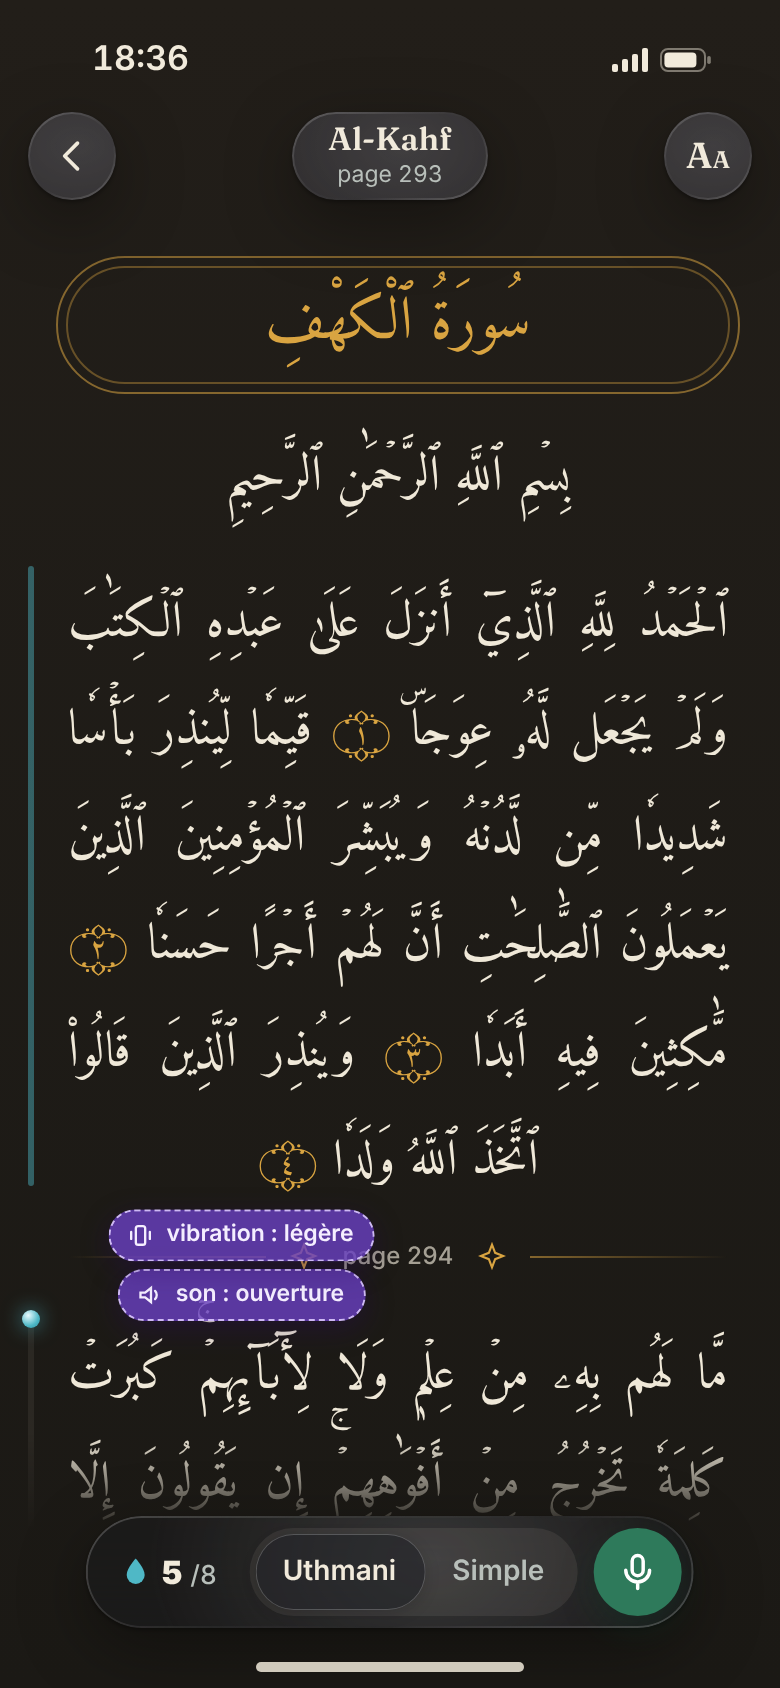 18:36
Al-Kahf
page 293
AA
سُورَةُ ٱلْكَهْفِ
بِسْمِ ٱللَّهِ ٱلرَّحْمَٰنِ ٱلرَّحِيمِ
ٱلْحَمْدُ لِلَّهِ ٱلَّذِيٓ أَنزَلَ عَلَىٰ عَبْدِهِ ٱلْكِتَٰبَ
وَلَمْ يَجْعَل لَّهُۥ عِوَجَاۜ ١ قَيِّمٗا لِّيُنذِرَ بَأْسٗا
شَدِيدٗا مِّن لَّدُنْهُ وَيُبَشِّرَ ٱلْمُؤْمِنِينَ ٱلَّذِينَ
يَعْمَلُونَ ٱلصَّٰلِحَٰتِ أَنَّ لَهُمْ أَجْرًا حَسَنٗا ٢
مَّٰكِثِينَ فِيهِ أَبَدٗا ٣ وَيُنذِرَ ٱلَّذِينَ قَالُواْ
ٱتَّخَذَ ٱللَّهُ وَلَدٗا ٤
vibration : légère
page 294
son : ouverture
مَّا لَهُم بِهِۦ مِنْ عِلْمٖ وَلَا لِأٓبَآئِهِمْۚ كَبُرَتْ
كَلِمَةٗ تَخْرُجُ مِنْ أَفْوَٰهِهِمْۚ إِن يَقُولُونَ إِلَّا
5 /8
Uthmani
Simple